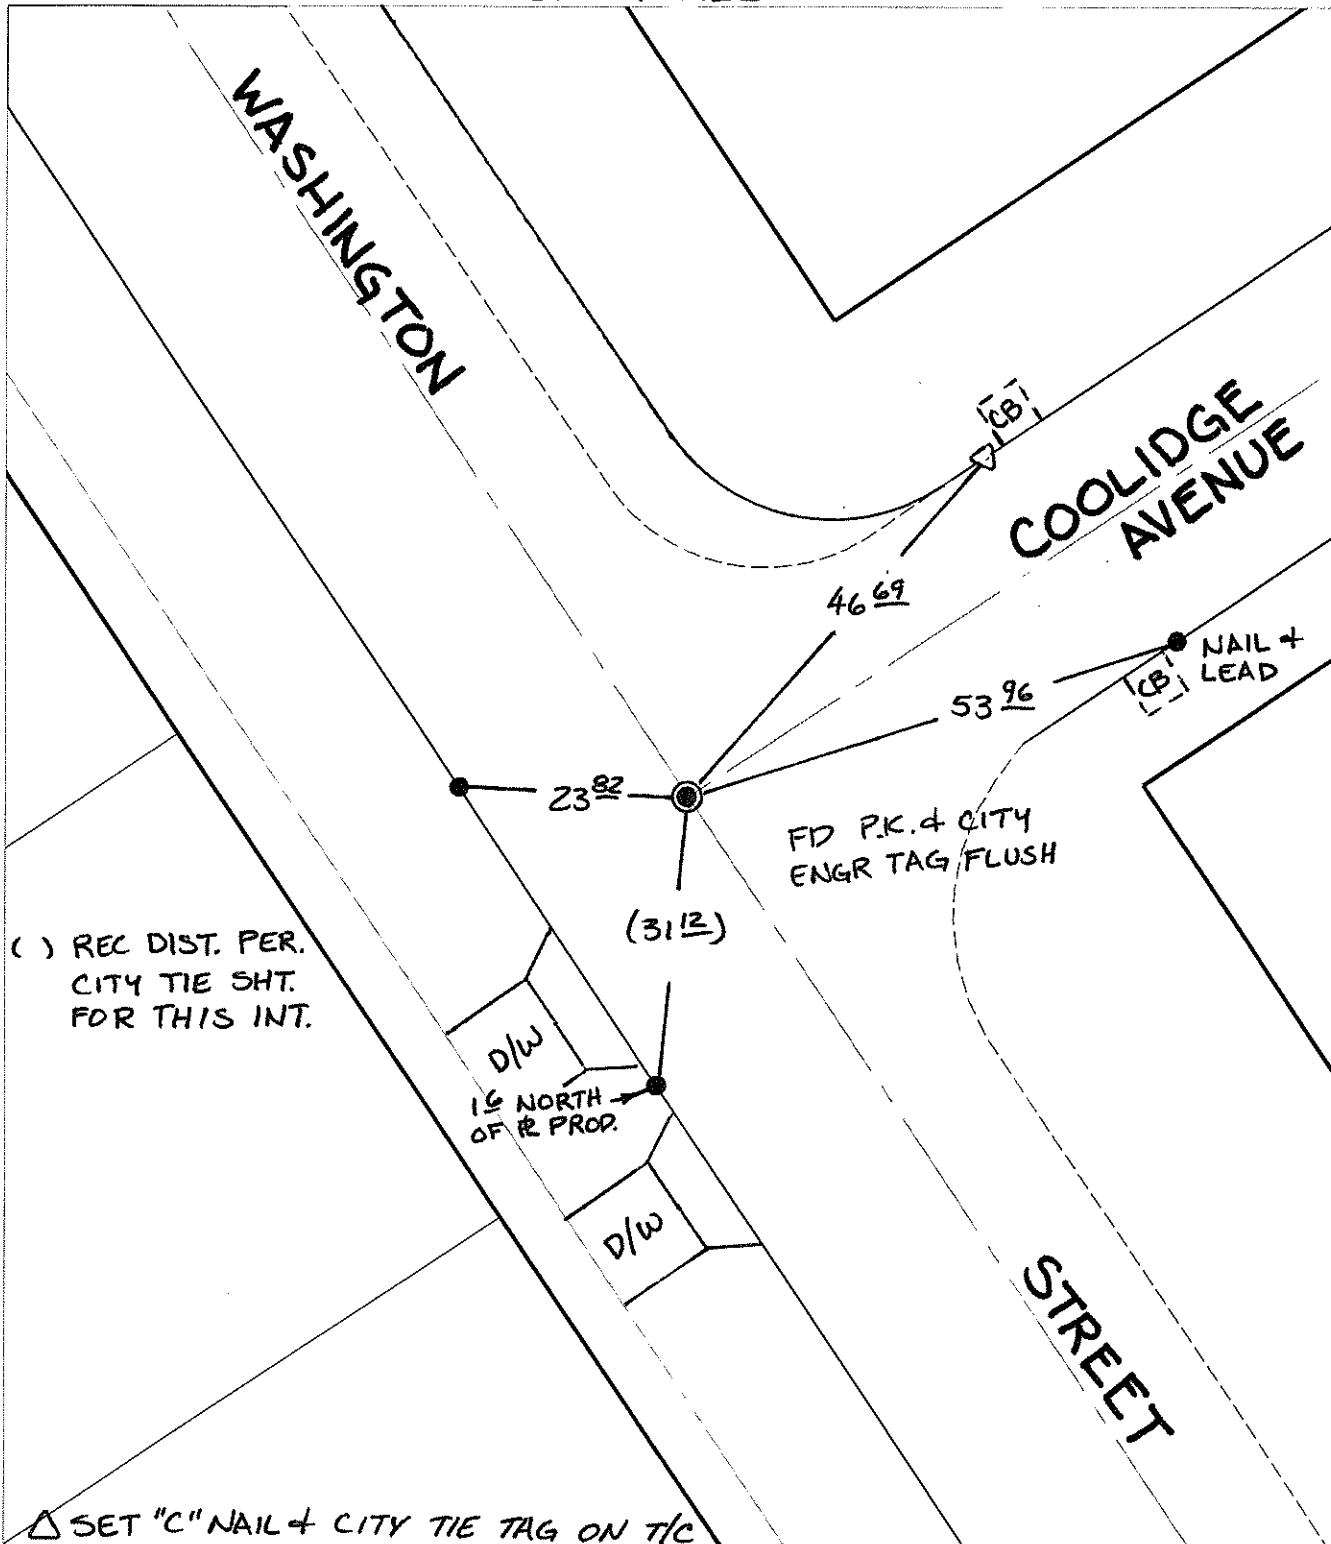 WASHINGTON
CB
COOLIDGE
AVENUE
46 69
NAIL &
LEAD
CB
53 96
23 82
FD P.K. & CITY
ENGR TAG FLUSH
(31 12)
( ) REC DIST. PER.
CITY TIE SHT.
FOR THIS INT.
D/W
1 6 NORTH
OF ⅊ PROD.
D/W
STREET
△ SET "C" NAIL & CITY TIE TAG ON T/C